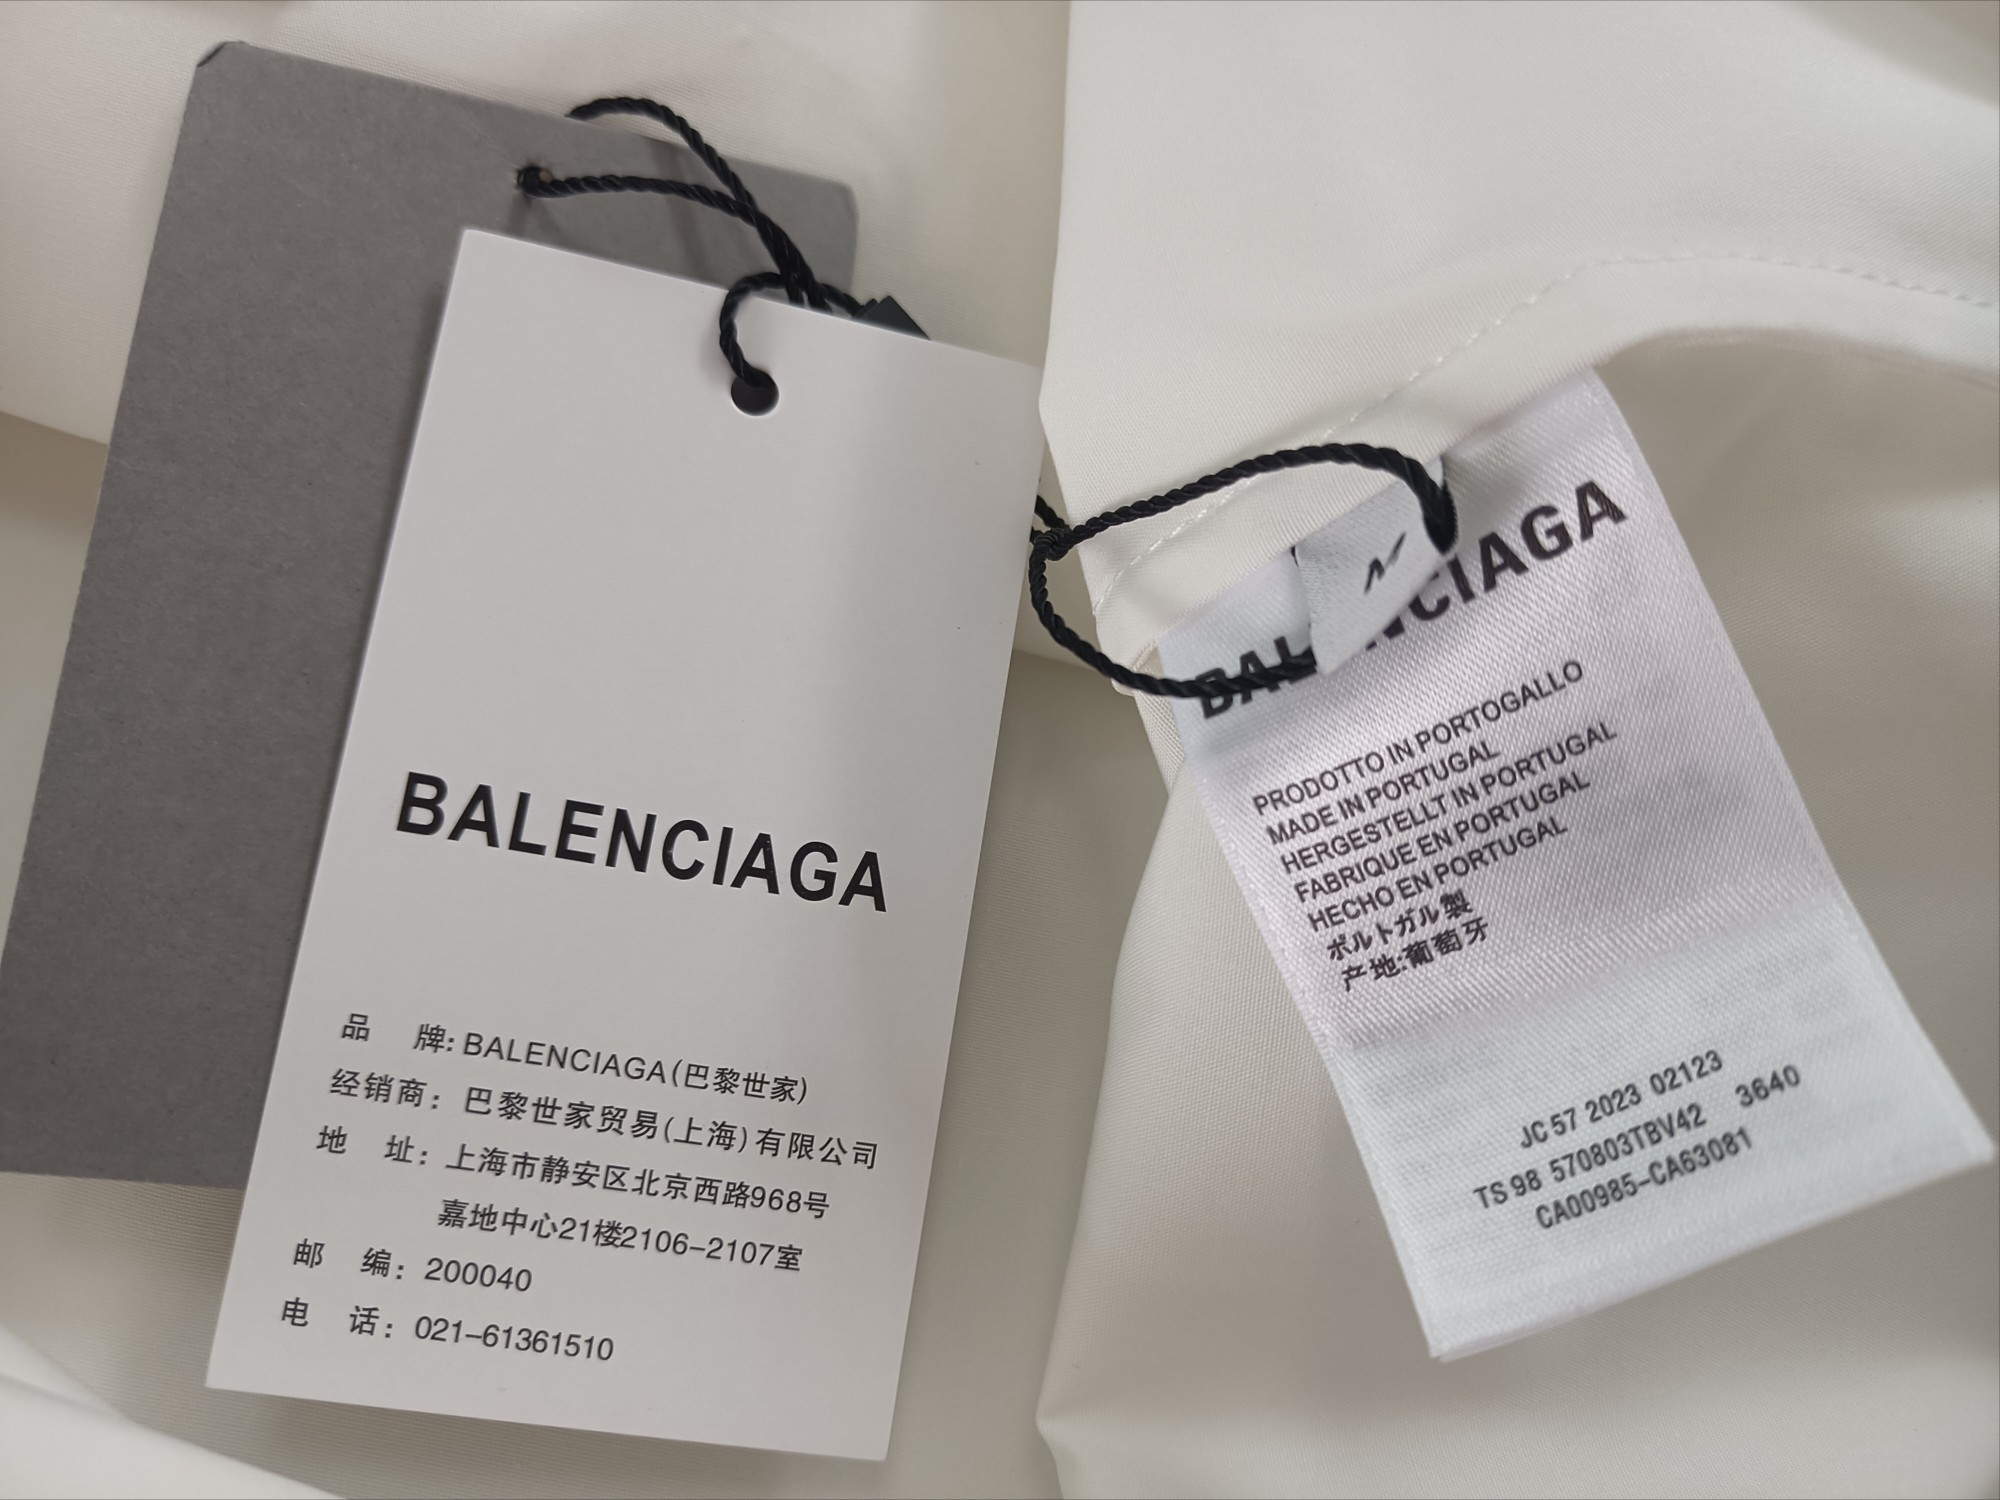 BALENCIAGA
品 牌: BALENCIAGA(巴黎世家)
经销商: 巴黎世家贸易(上海)有限公司
地 址: 上海市静安区北京西路968号
嘉地中心21楼2106-2107室
邮 编: 200040
电 话: 021-61361510
M
PRODOTTO IN PORTOGALLO
MADE IN PORTUGAL
HERGESTELLT IN PORTUGAL
FABRIQUE EN PORTUGAL
HECHO EN PORTUGAL
ポルトガル製
产地:葡萄牙
JC 57 2023 02123
TS 98 570803TBV42 3640
CA00985-CA63081